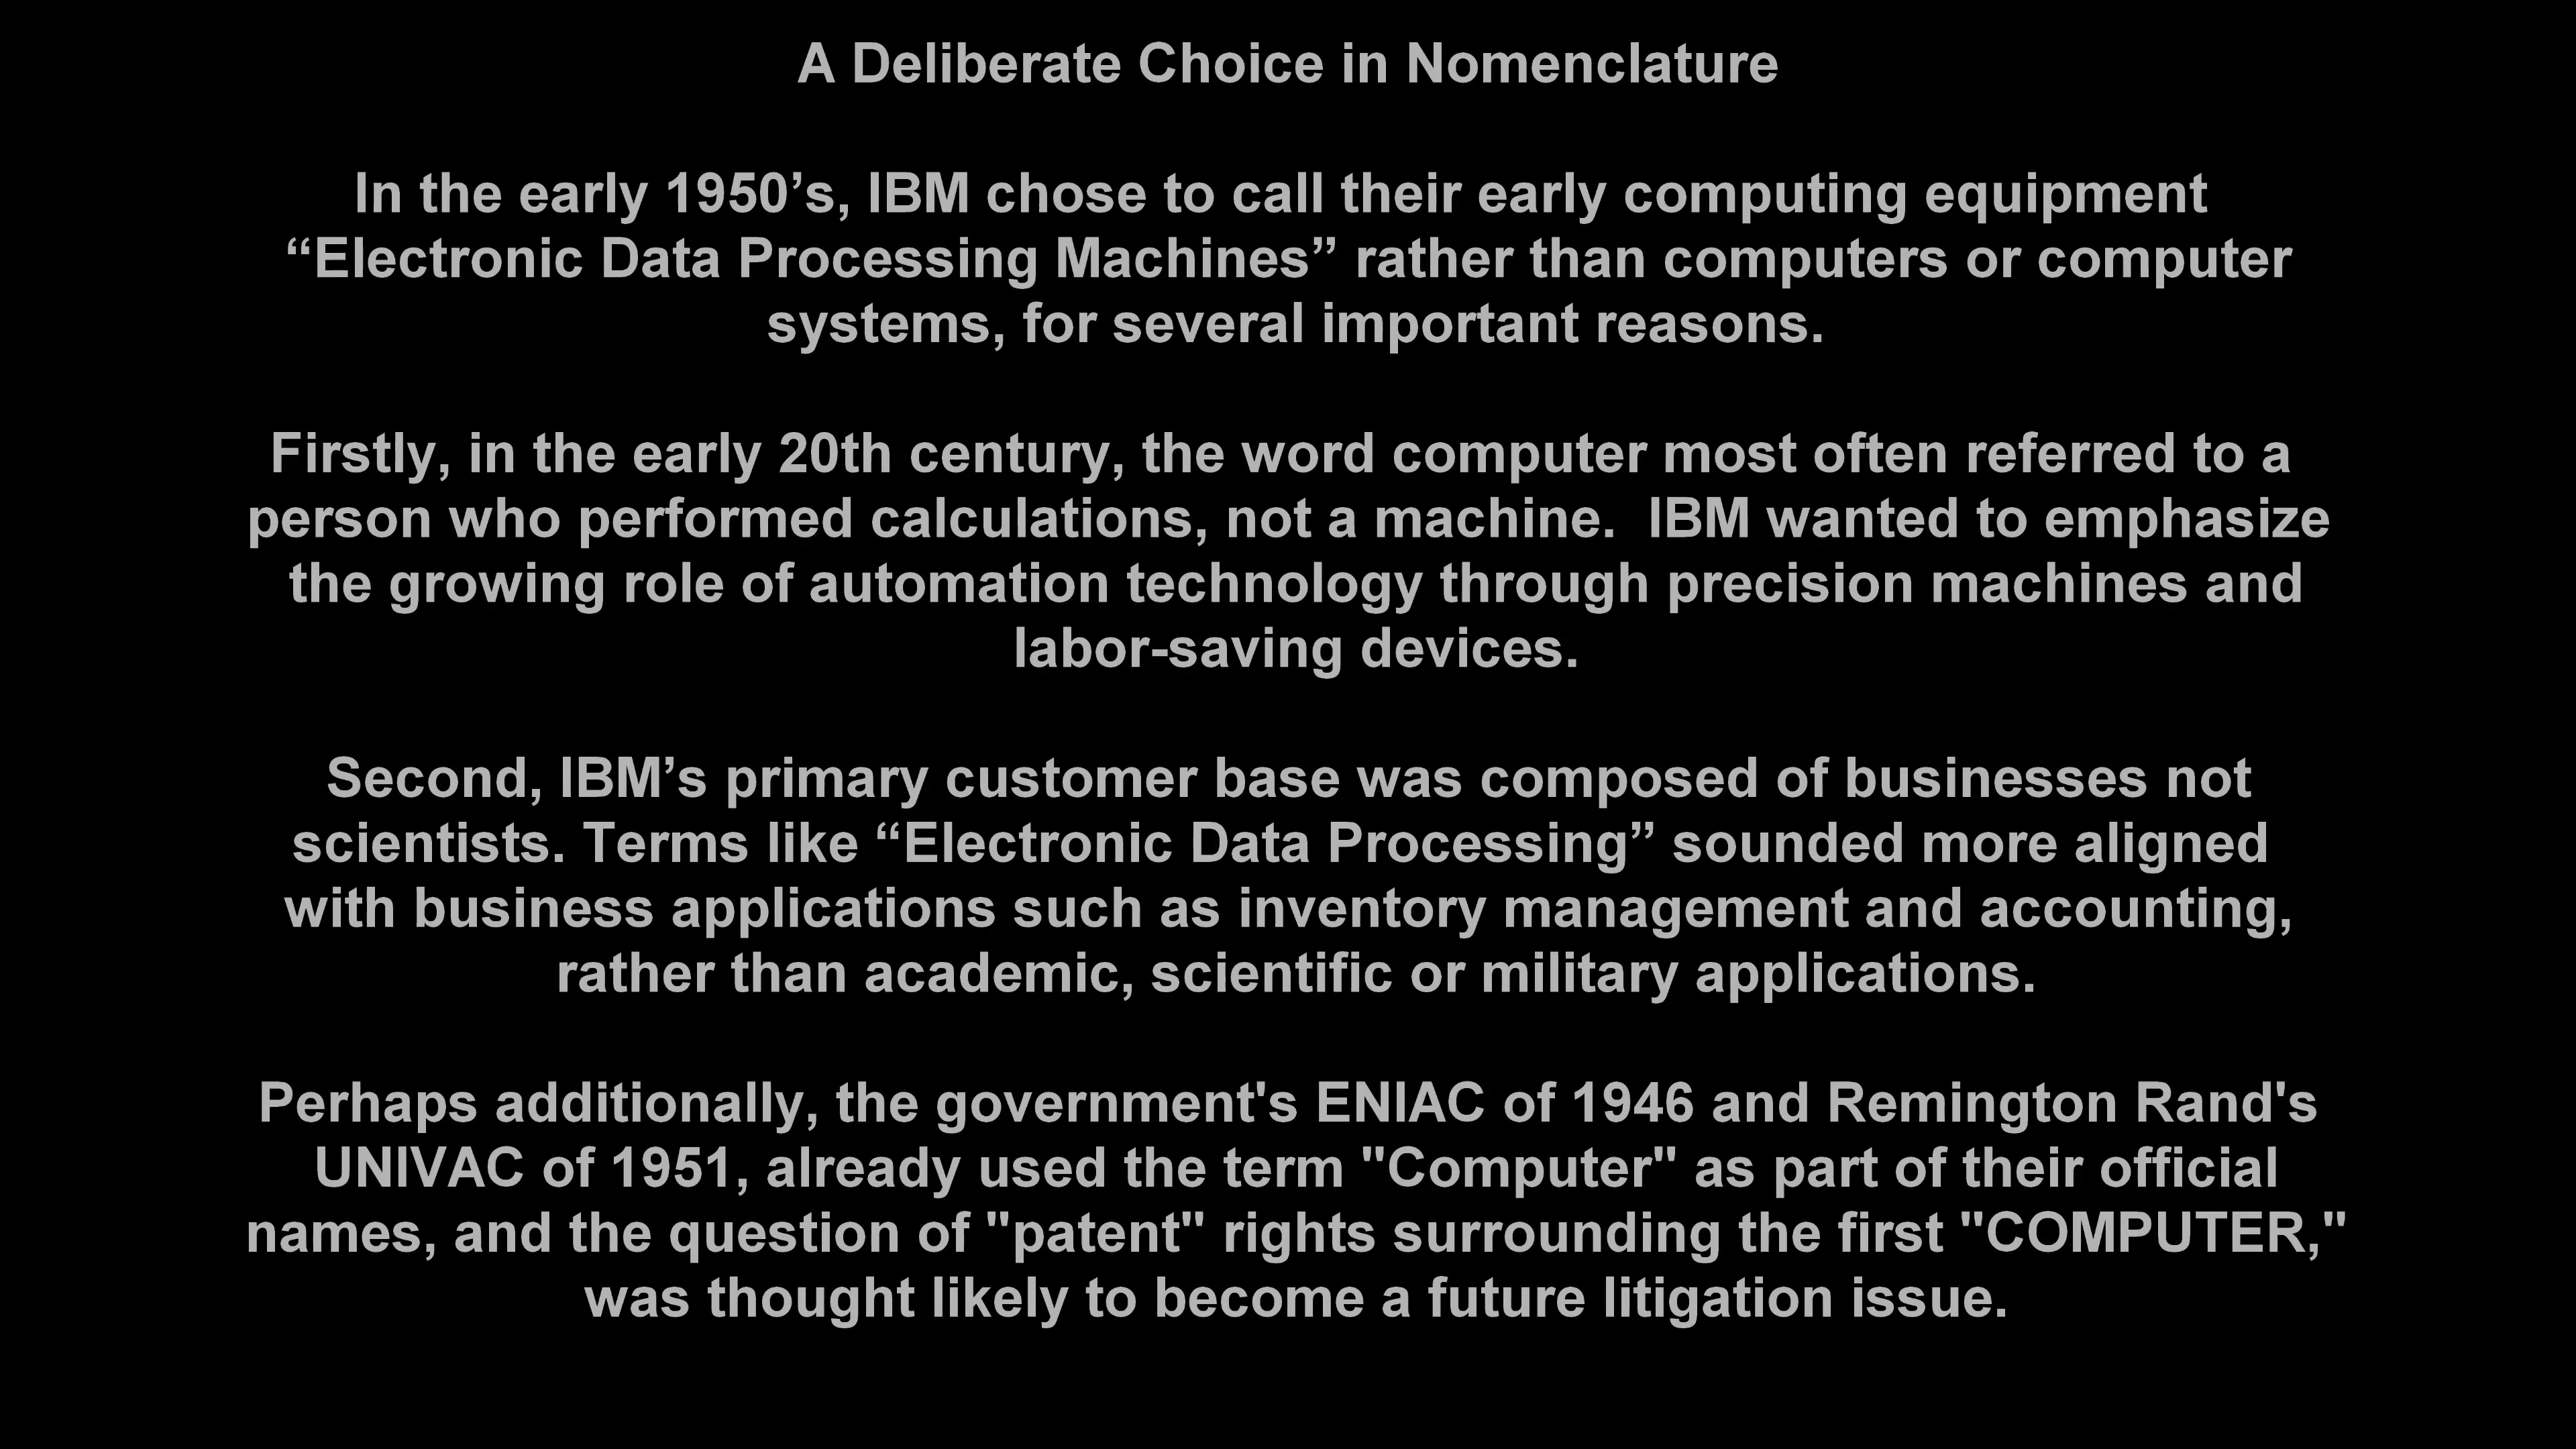 A Deliberate Choice in Nomenclature
In the early 1950’s, IBM chose to call their early computing equipment
“Electronic Data Processing Machines” rather than computers or computer
systems, for several important reasons.
Firstly, in the early 20th century, the word computer most often referred to a
person who performed calculations, not a machine.  IBM wanted to emphasize
the growing role of automation technology through precision machines and
labor-saving devices.
Second, IBM’s primary customer base was composed of businesses not
scientists. Terms like “Electronic Data Processing” sounded more aligned
with business applications such as inventory management and accounting,
rather than academic, scientific or military applications.
Perhaps additionally, the government's ENIAC of 1946 and Remington Rand's
UNIVAC of 1951, already used the term "Computer" as part of their official
names, and the question of "patent" rights surrounding the first "COMPUTER,"
was thought likely to become a future litigation issue.